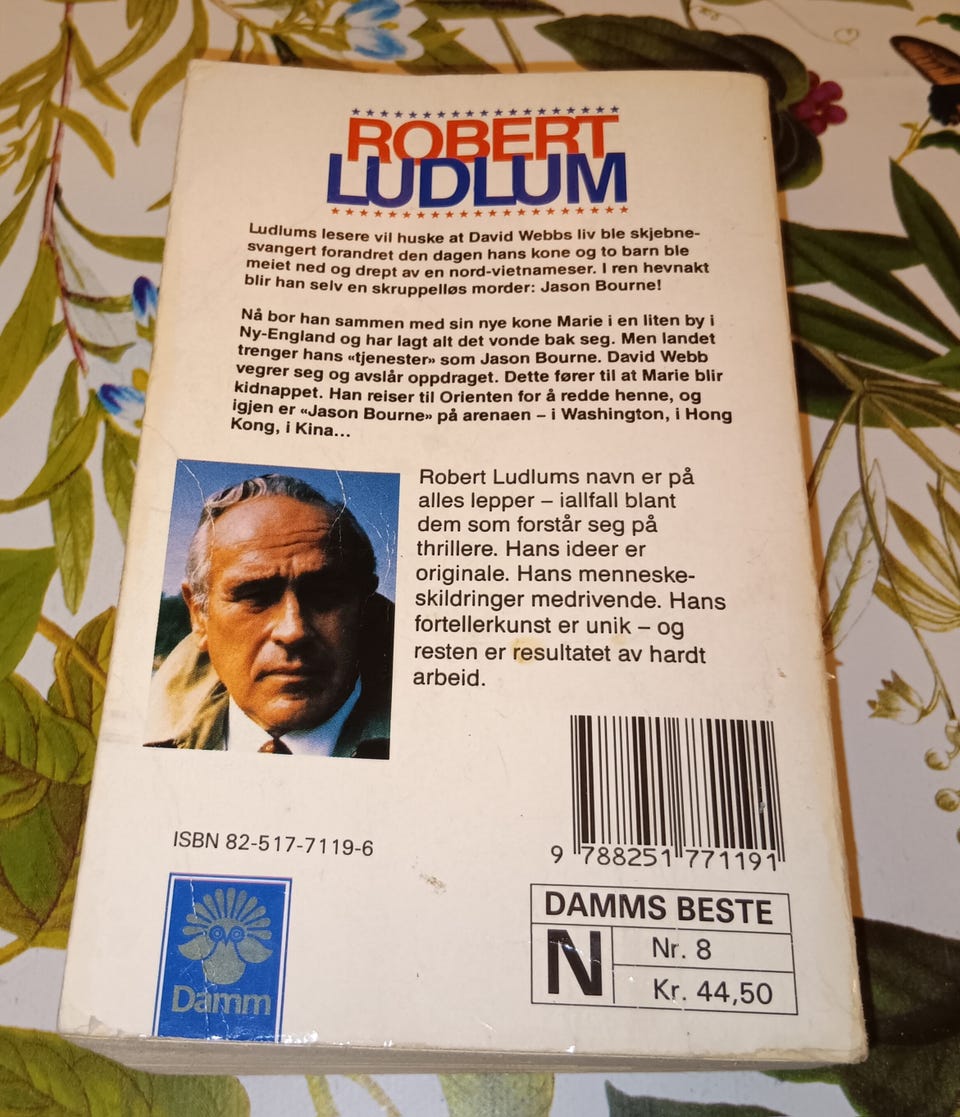 ROBERT
LUDLUM
Ludlums lesere vil huske at David Webbs liv ble skjebne-
svangert forandret den dagen hans kone og to barn ble
meiet ned og drept av en nord-vietnameser. I ren hevnakt
blir han selv en skruppelløs morder: Jason Bourne!
Nå bor han sammen med sin nye kone Marie i en liten by i
Ny-England og har lagt alt det vonde bak seg. Men landet
trenger hans «tjenester» som Jason Bourne. David Webb
vegrer seg og avslår oppdraget. Dette fører til at Marie blir
kidnappet. Han reiser til Orienten for å redde henne, og
igjen er «Jason Bourne» på arenaen – i Washington, i Hong
Kong, i Kina...
Robert Ludlums navn er på
alles lepper – iallfall blant
dem som forstår seg på
thrillere. Hans ideer er
originale. Hans menneske-
skildringer medrivende. Hans
fortellerkunst er unik – og
resten er resultatet av hardt
arbeid.
ISBN 82-517-7119-6
9 788251 771191
Damm
DAMMS BESTE
N
Nr. 8
Kr. 44,50